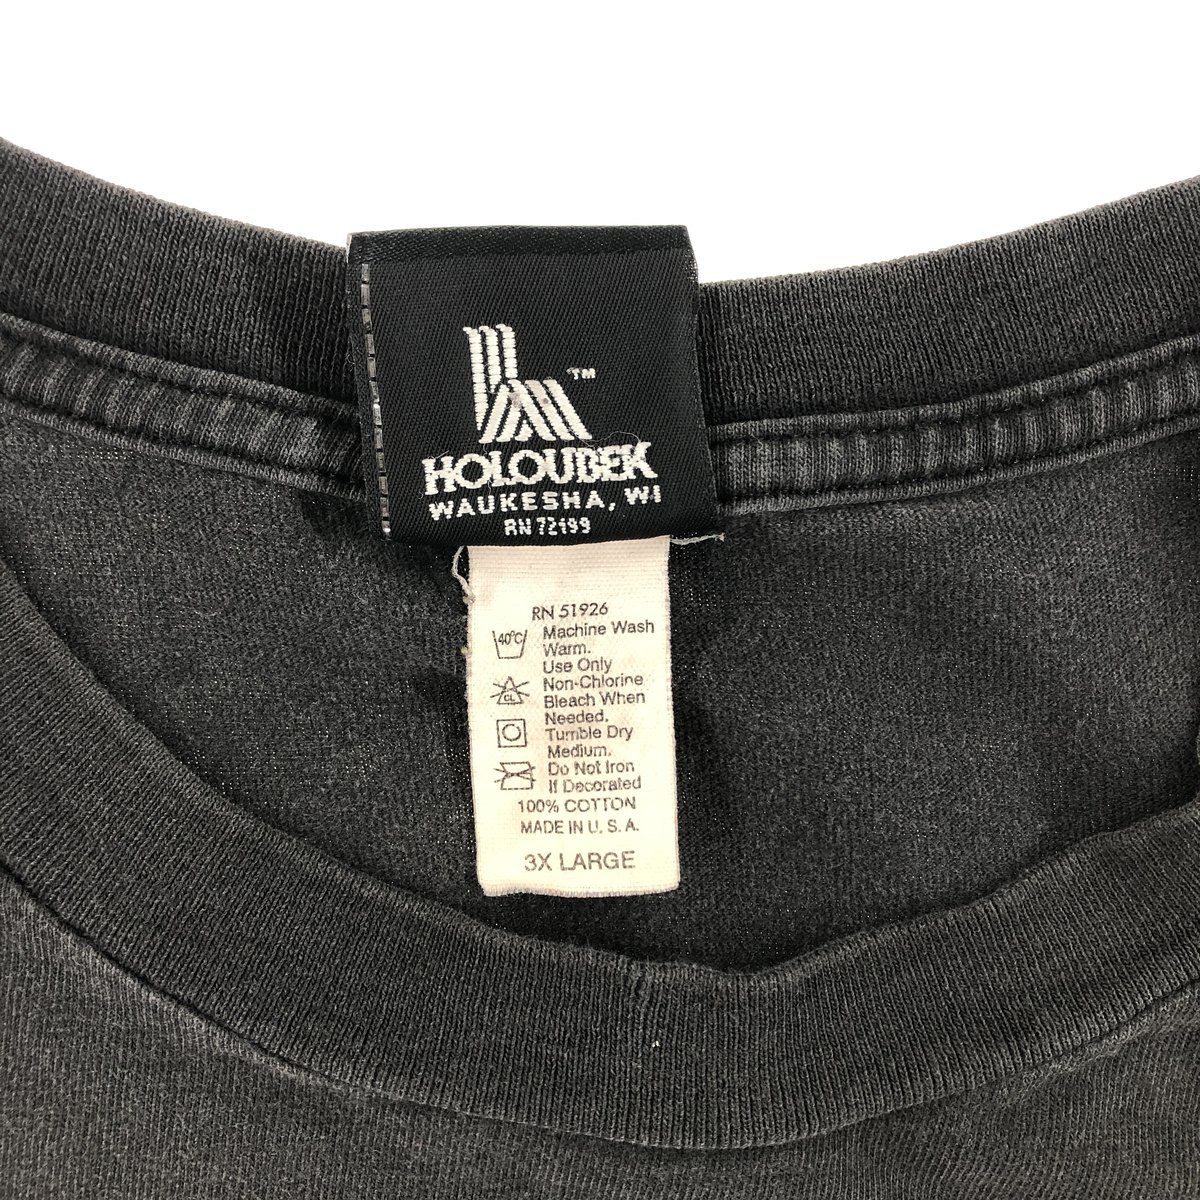 TM
HOLOUBEK
WAUKESHA, WI
RN 72199
RN 51926
40°C
Machine Wash
Warm.
Use Only
Non-Chlorine
CL
Bleach When
Needed.
Tumble Dry
Medium.
Do Not Iron
If Decorated
100% COTTON
MADE IN U. S. A.
3X LARGE